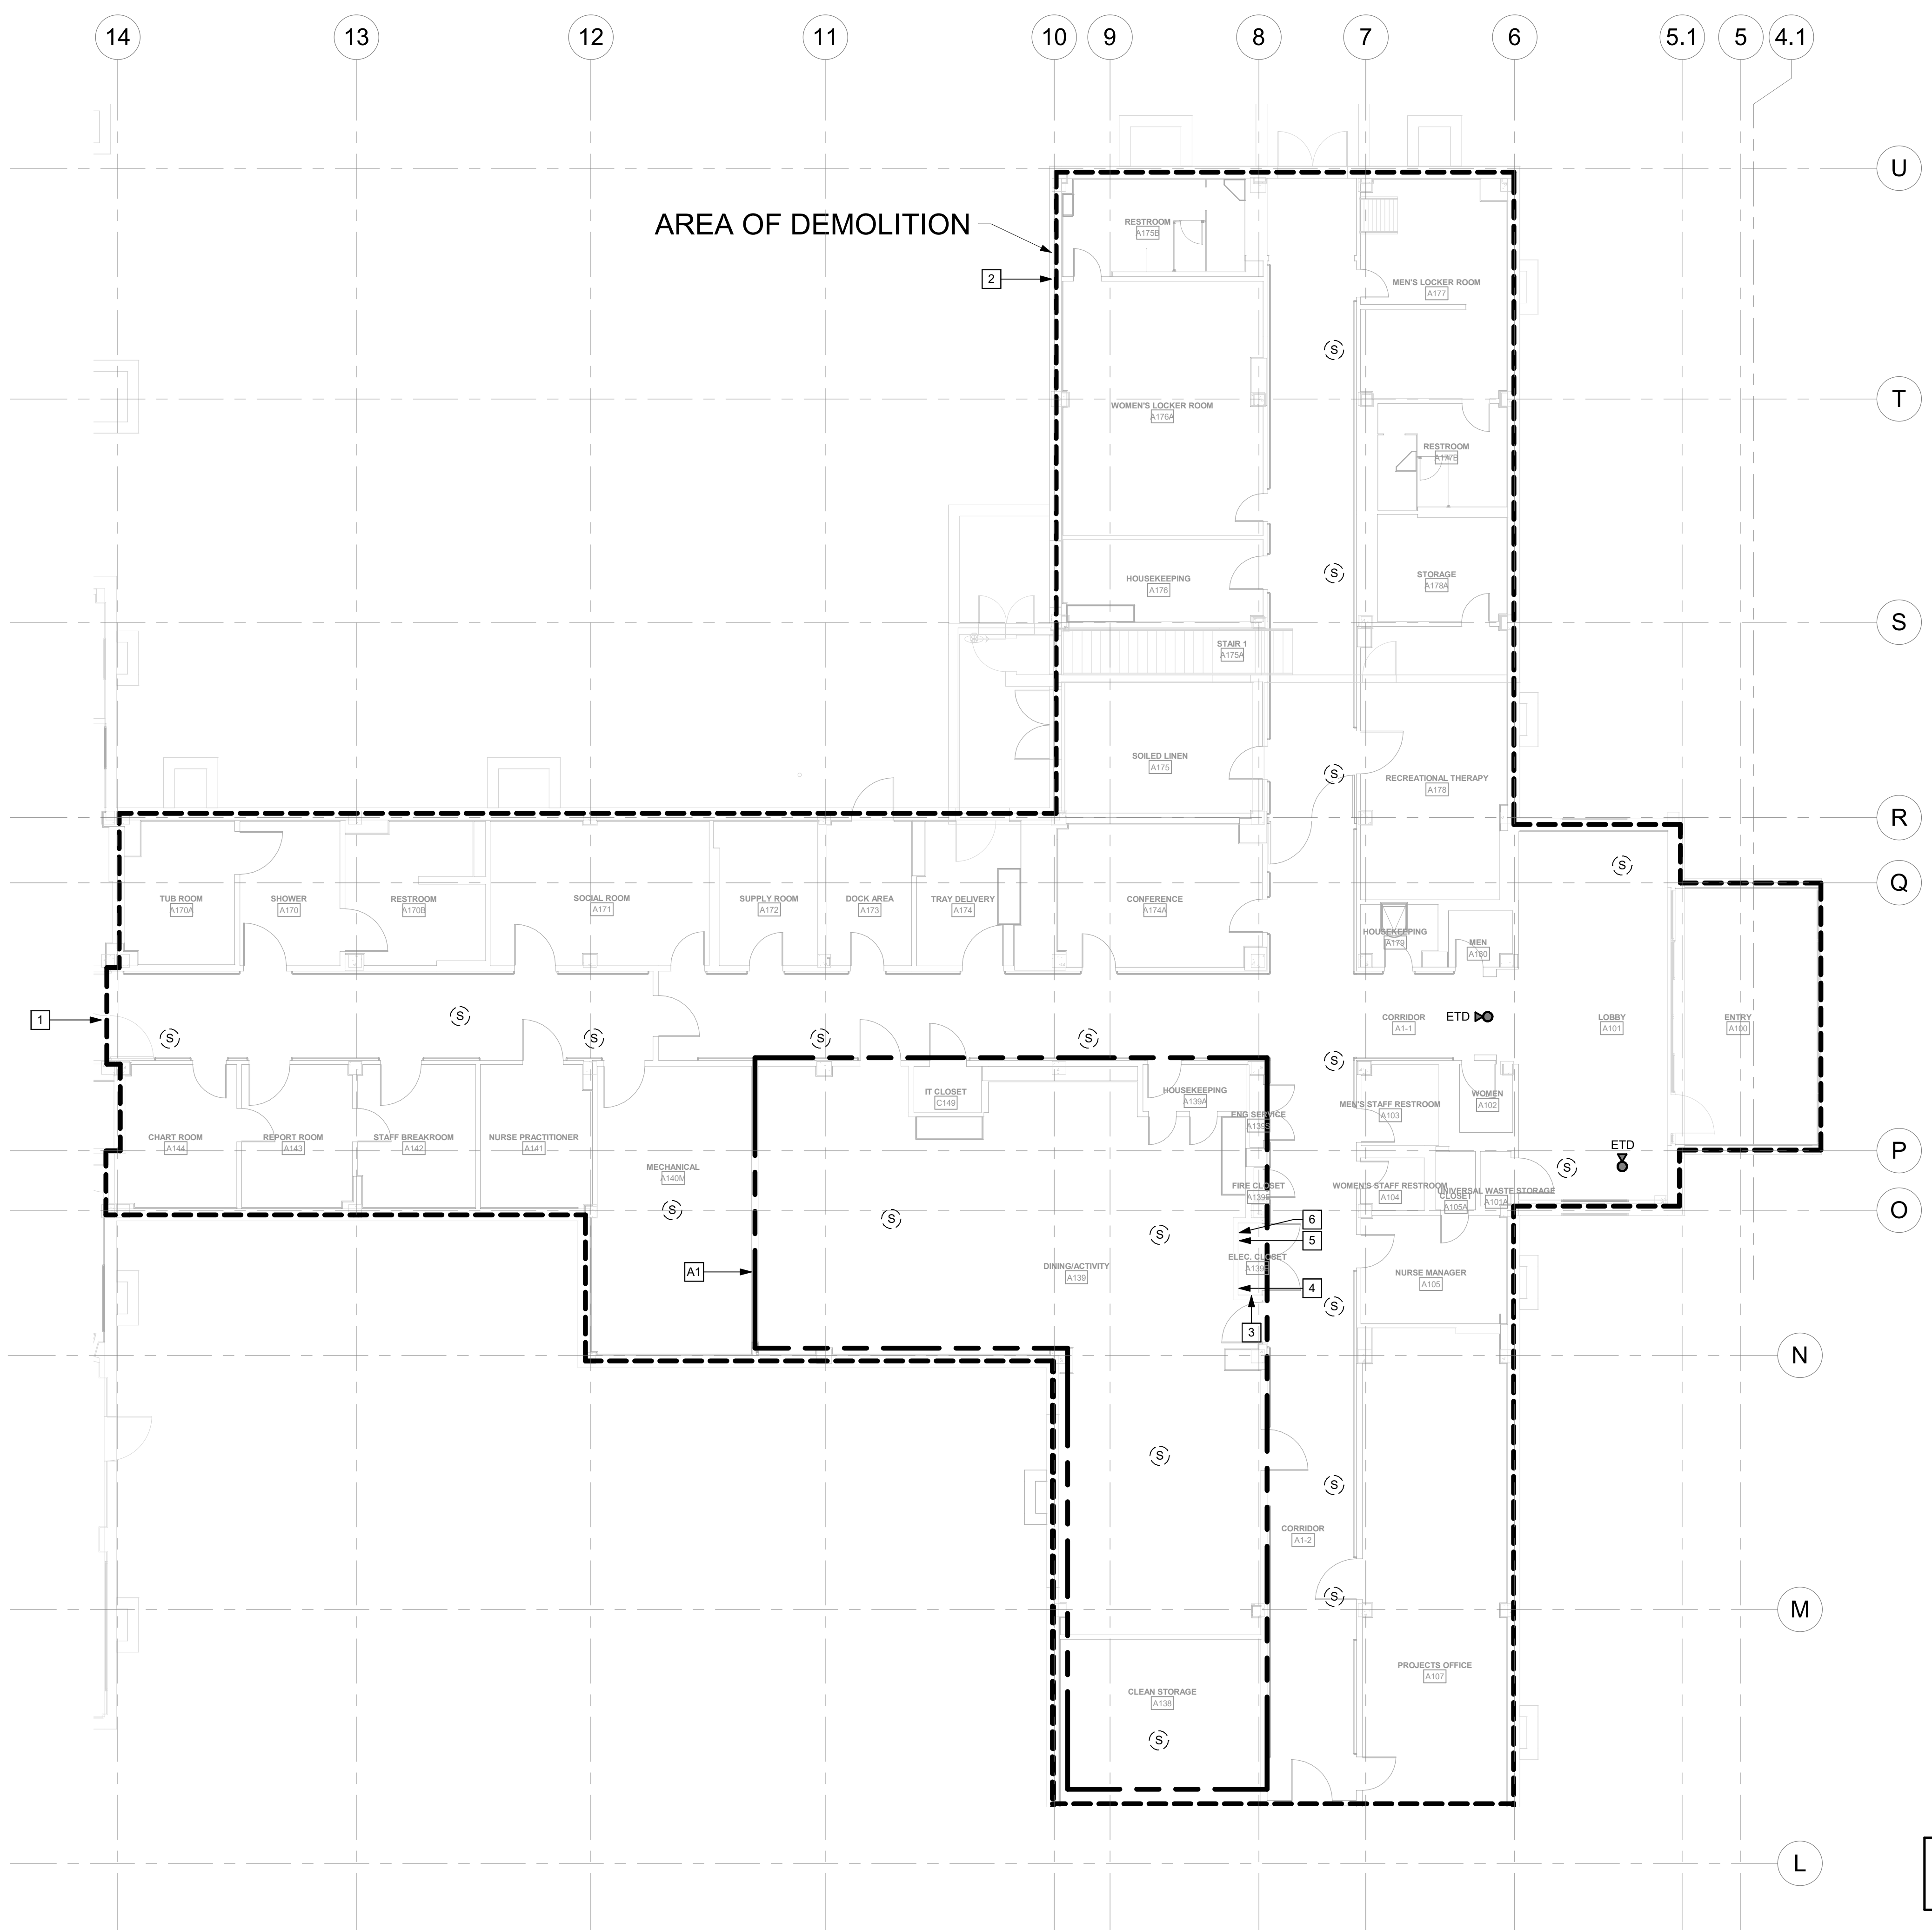 14 13 12 11 10 9 8 7 6 5.1 5 4.1
U
AREA OF DEMOLITION
RESTROOM
A175B
2
MEN'S LOCKER ROOM
A177
S
T
WOMEN'S LOCKER ROOM
A176A
RESTROOM
A177B
HOUSEKEEPING
A176
S
STORAGE
A178A
S
STAIR 1
A175A
SOILED LINEN
A175
S
RECREATIONAL THERAPY
A178
R
S
Q
TUB ROOM
A170A
SHOWER
A170
RESTROOM
A170B
SOCIAL ROOM
A171
SUPPLY ROOM
A172
DOCK AREA
A173
TRAY DELIVERY
A174
CONFERENCE
A174A
HOUSEKEEPING
A179
MEN
A180
1
S
S
S
S
S
CORRIDOR
A1-1
ETD
LOBBY
A101
ENTRY
A100
S
IT CLOSET
C149
HOUSEKEEPING
A139A
ENG SERVICE
MEN'S STAFF RESTROOM
A103
WOMEN
A102
CHART ROOM
A144
REPORT ROOM
A143
STAFF BREAKROOM
A142
NURSE PRACTITIONER
A141
ETD
P
MECHANICAL
A140M
S
S
S
S
FIRE CLOSET
WOMEN'S STAFF RESTROOM
A104
CLOSET
A105A
UNIVERSAL WASTE STORAGE
A101A
O
6
5
ELEC. CLOSET
A1
DINING/ACTIVITY
A139
4
3
NURSE MANAGER
A105
S
N
S
S
CORRIDOR
A1-2
S
M
PROJECTS OFFICE
A107
CLEAN STORAGE
A138
S
L